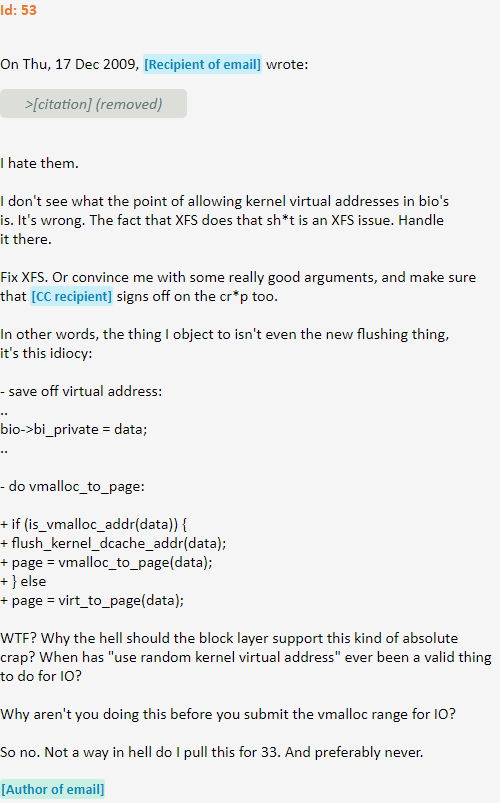 Id: 53
On Thu, 17 Dec 2009, [Recipient of email] wrote:
>[citation] (removed)
I hate them.
I don't see what the point of allowing kernel virtual addresses in bio's
is. It's wrong. The fact that XFS does that sh*t is an XFS issue. Handle
it there.
Fix XFS. Or convince me with some really good arguments, and make sure
that [CC recipient] signs off on the cr*p too.
In other words, the thing I object to isn't even the new flushing thing,
it's this idiocy:
- save off virtual address:
..
bio->bi_private = data;
..
- do vmalloc_to_page:
+ if (is_vmalloc_addr(data)) {
+ flush_kernel_dcache_addr(data);
+ page = vmalloc_to_page(data);
+ } else
+ page = virt_to_page(data);
WTF? Why the hell should the block layer support this kind of absolute
crap? When has "use random kernel virtual address" ever been a valid thing
to do for IO?
Why aren't you doing this before you submit the vmalloc range for IO?
So no. Not a way in hell do I pull this for 33. And preferably never.
[Author of email]